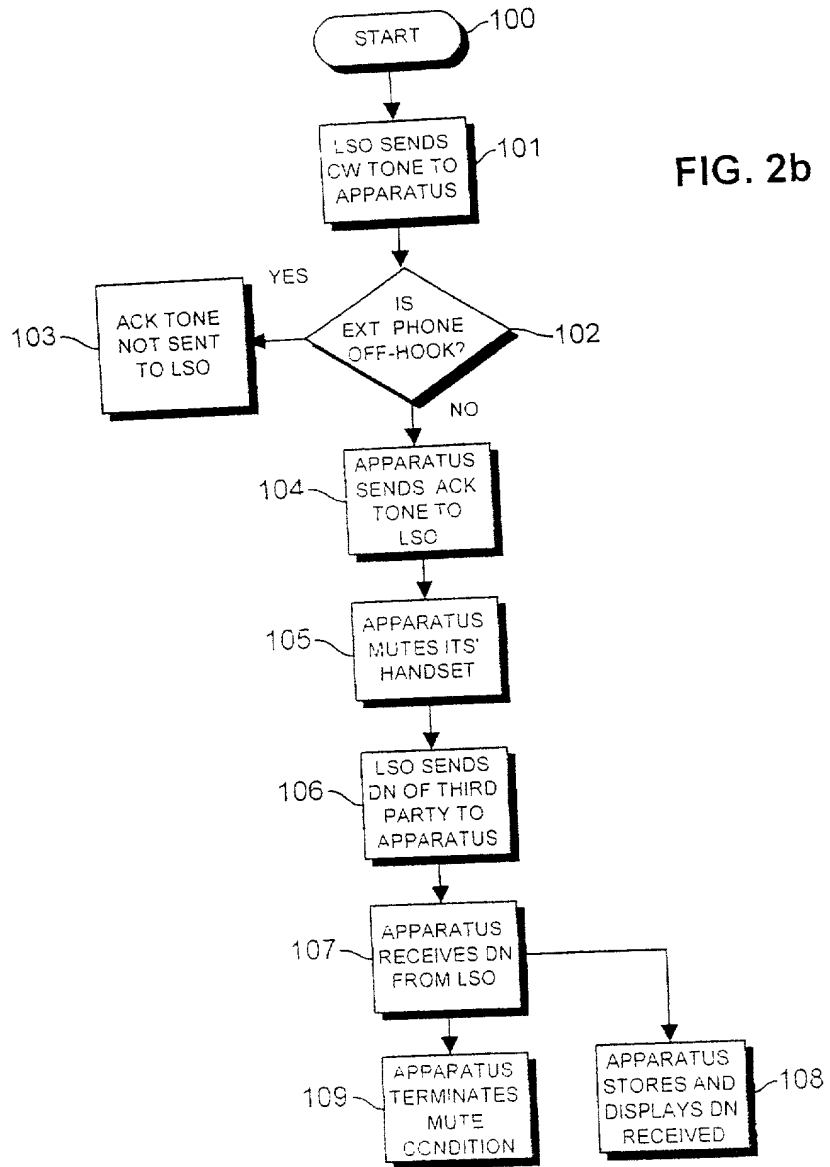 START
100
LSO SENDS
CW TONE TO
APPARATUS
101
FIG. 2b
YES
IS
EXT PHONE
OFF-HOOK?
102
103
ACK TONE
NOT SENT
TO LSO
NO
APPARATUS
SENDS ACK
TONE TO
LSO
104
APPARATUS
MUTES ITS'
HANDSET
105
LSO SENDS
DN OF THIRD
PARTY TO
APPARATUS
106
APPARATUS
RECEIVES DN
FROM LSO
107
APPARATUS
TERMINATES
MUTE
CONDITION
109
APPARATUS
STORES AND
DISPLAYS DN
RECEIVED
108